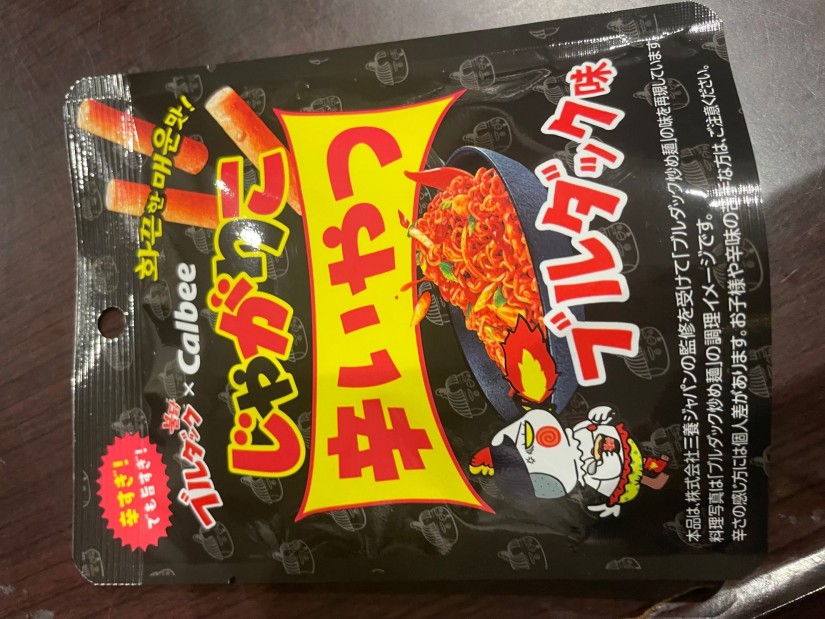 화끈한 매운맛!
辛すぎ!
でも旨すぎ!
ブルダック × Calbee
じゃがりこ
辛いやつ
ブルダック味
本品は、株式会社三養ジャパンの監修を受けて「ブルダック炒め麺」の味を再現しています
料理写真は「ブルダック炒め麺」の調理イメージです。
辛さの感じ方には個人差があります。お子様や辛味の苦手な方は、ご注意ください。